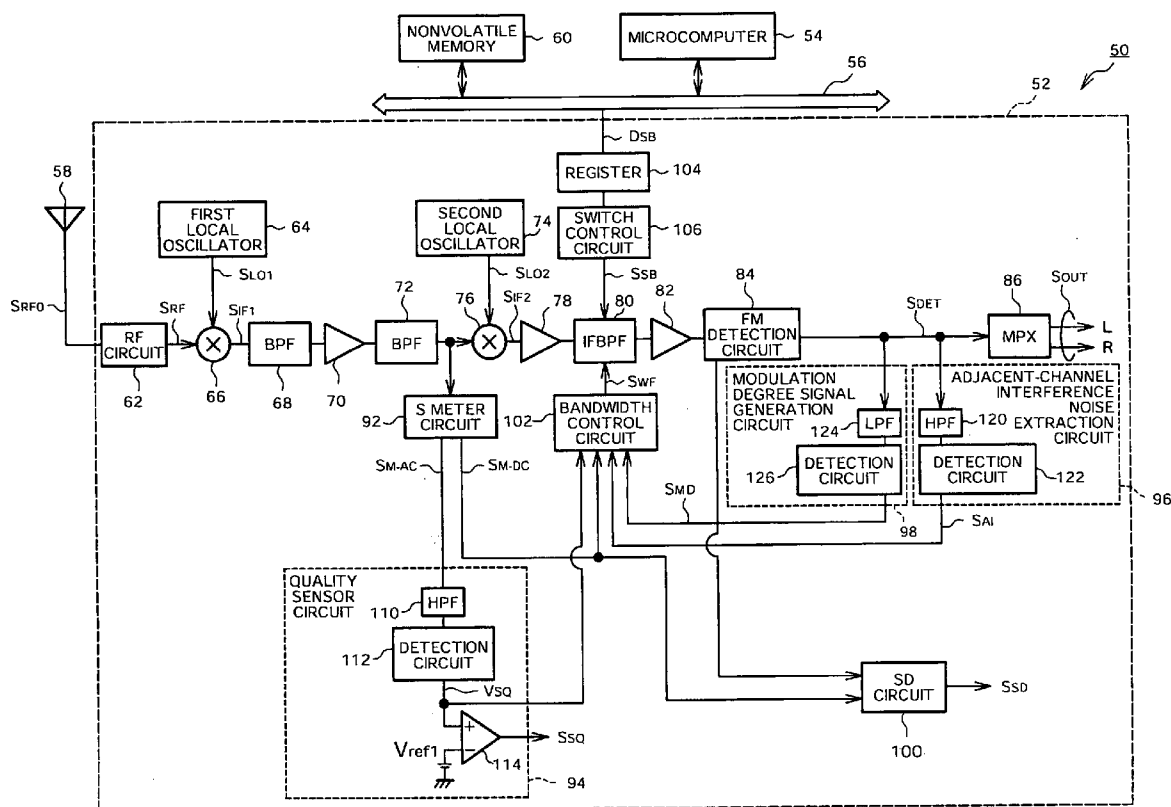 NONVOLATILE
MEMORY
60
MICROCOMPUTER
54
50
56
52
DSB
58
REGISTER
104
FIRST
LOCAL
OSCILLATOR
64
SECOND
LOCAL
OSCILLATOR
74
SWITCH
CONTROL
CIRCUIT
106
SLO1
SLO2
SSB
SRF0
SRF
SIF1
72
76
SIF2
78
80
82
84
SDET
86
SOUT
RF
CIRCUIT
BPF
BPF
IFBPF
FM
DETECTION
CIRCUIT
MPX
L
R
62
66
68
70
SWF
92
S METER
CIRCUIT
102
BANDWIDTH
CONTROL
CIRCUIT
MODULATION
DEGREE SIGNAL
GENERATION
CIRCUIT
124
LPF
126
DETECTION
CIRCUIT
ADJACENT-CHANNEL
INTERFERENCE
NOISE
EXTRACTION
CIRCUIT
HPF
120
DETECTION
CIRCUIT
122
SM-AC
SM-DC
SMD
98
SAI
96
QUALITY
SENSOR
CIRCUIT
110
HPF
112
DETECTION
CIRCUIT
VSQ
+
−
Vref1
114
SSQ
94
SD
CIRCUIT
SSD
100